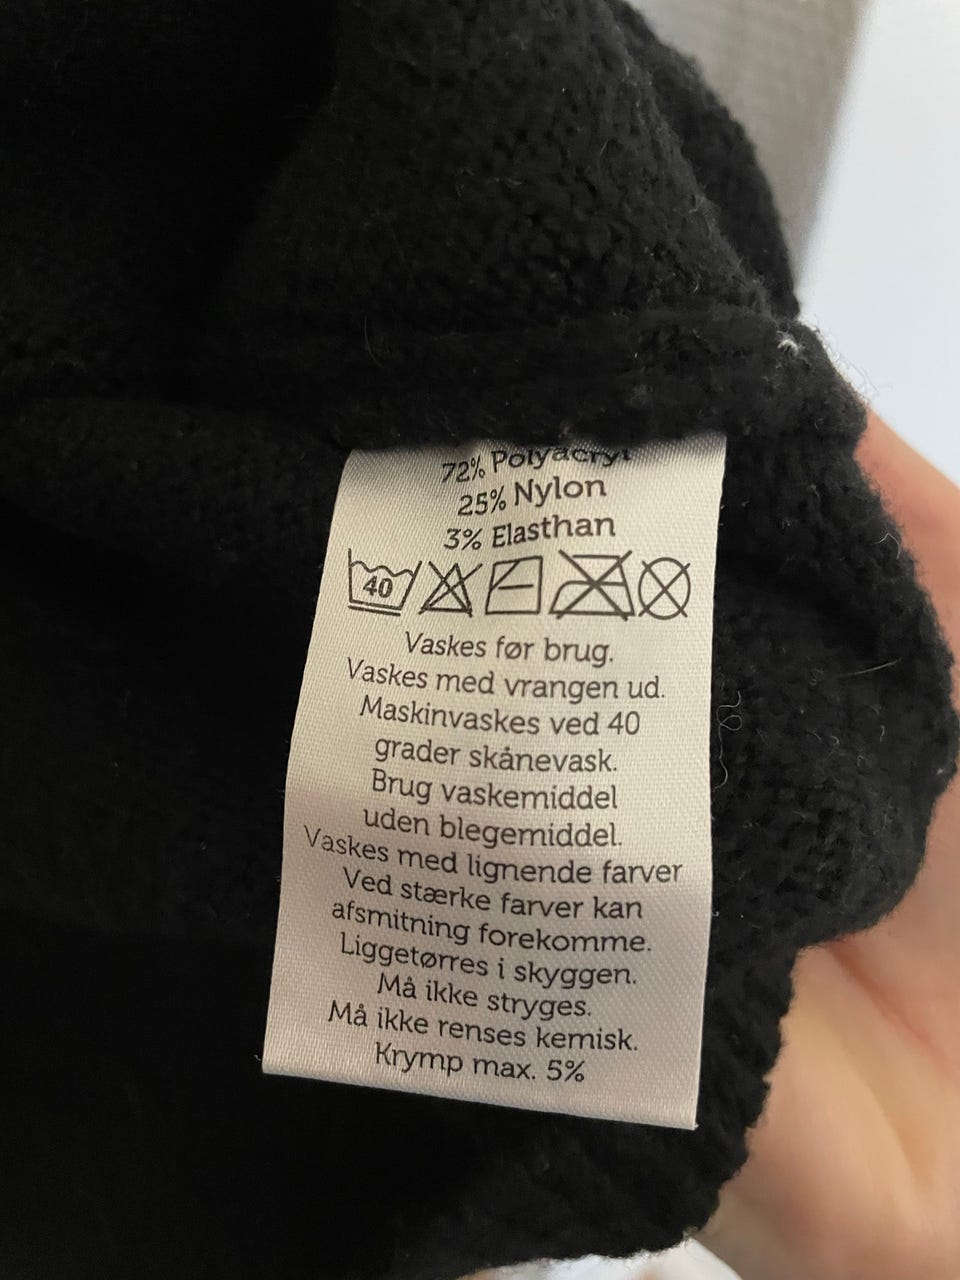 72% Polyacryl
25% Nylon
3% Elasthan
40
Vaskes før brug.
Vaskes med vrangen ud.
Maskinvaskes ved 40
grader skånevask.
Brug vaskemiddel
uden blegemiddel.
Vaskes med lignende farver
Ved stærke farver kan
afsmitning forekomme.
Liggetørres i skyggen.
Må ikke stryges.
Må ikke renses kemisk.
Krymp max. 5%